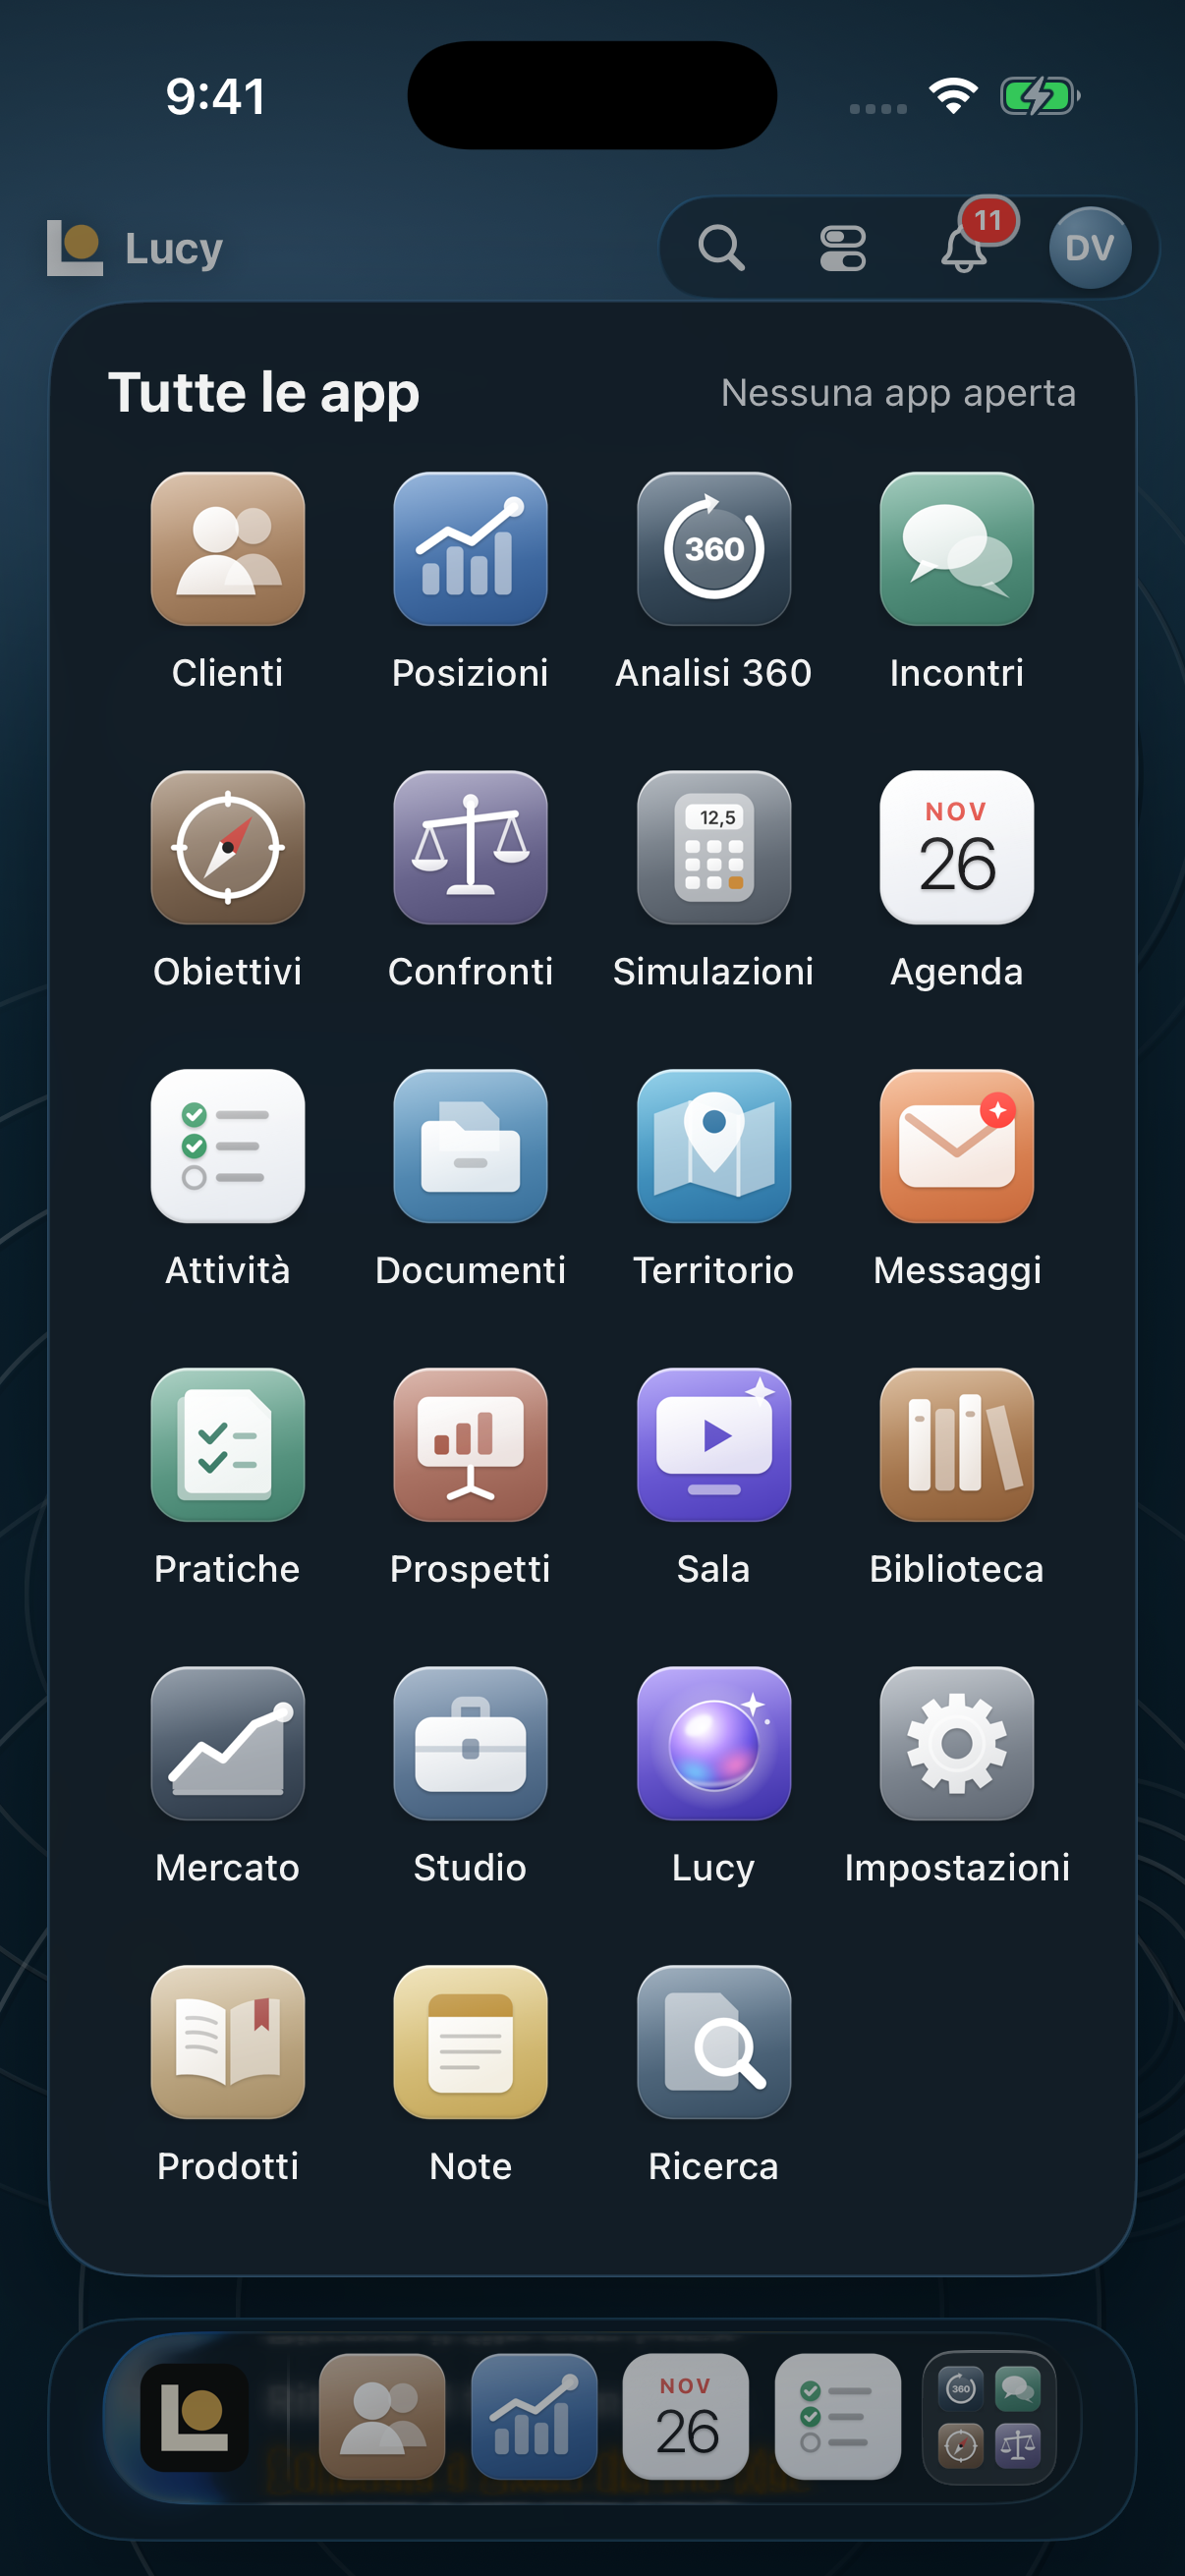 9:41
Lucy
11
DV
Tutte le app
Nessuna app aperta
360
Clienti
Posizioni
Analisi 360
Incontri
12,5
NOV
26
Obiettivi
Confronti
Simulazioni
Agenda
Attività
Documenti
Territorio
Messaggi
Pratiche
Prospetti
Sala
Biblioteca
Mercato
Studio
Lucy
Impostazioni
Prodotti
Note
Ricerca
NOV
26
360